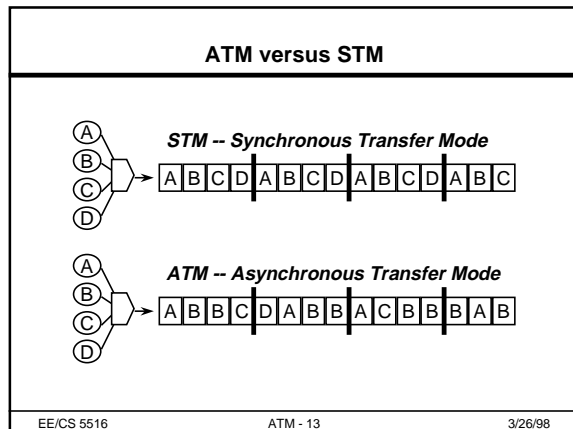 ATM versus STM
A
B
C
D
STM -- Synchronous Transfer Mode
A B C D A B C D A B C D A B C
A
B
C
D
ATM -- Asynchronous Transfer Mode
A B B C D A B B A C B B B A B
EE/CS 5516 ATM - 13 3/26/98